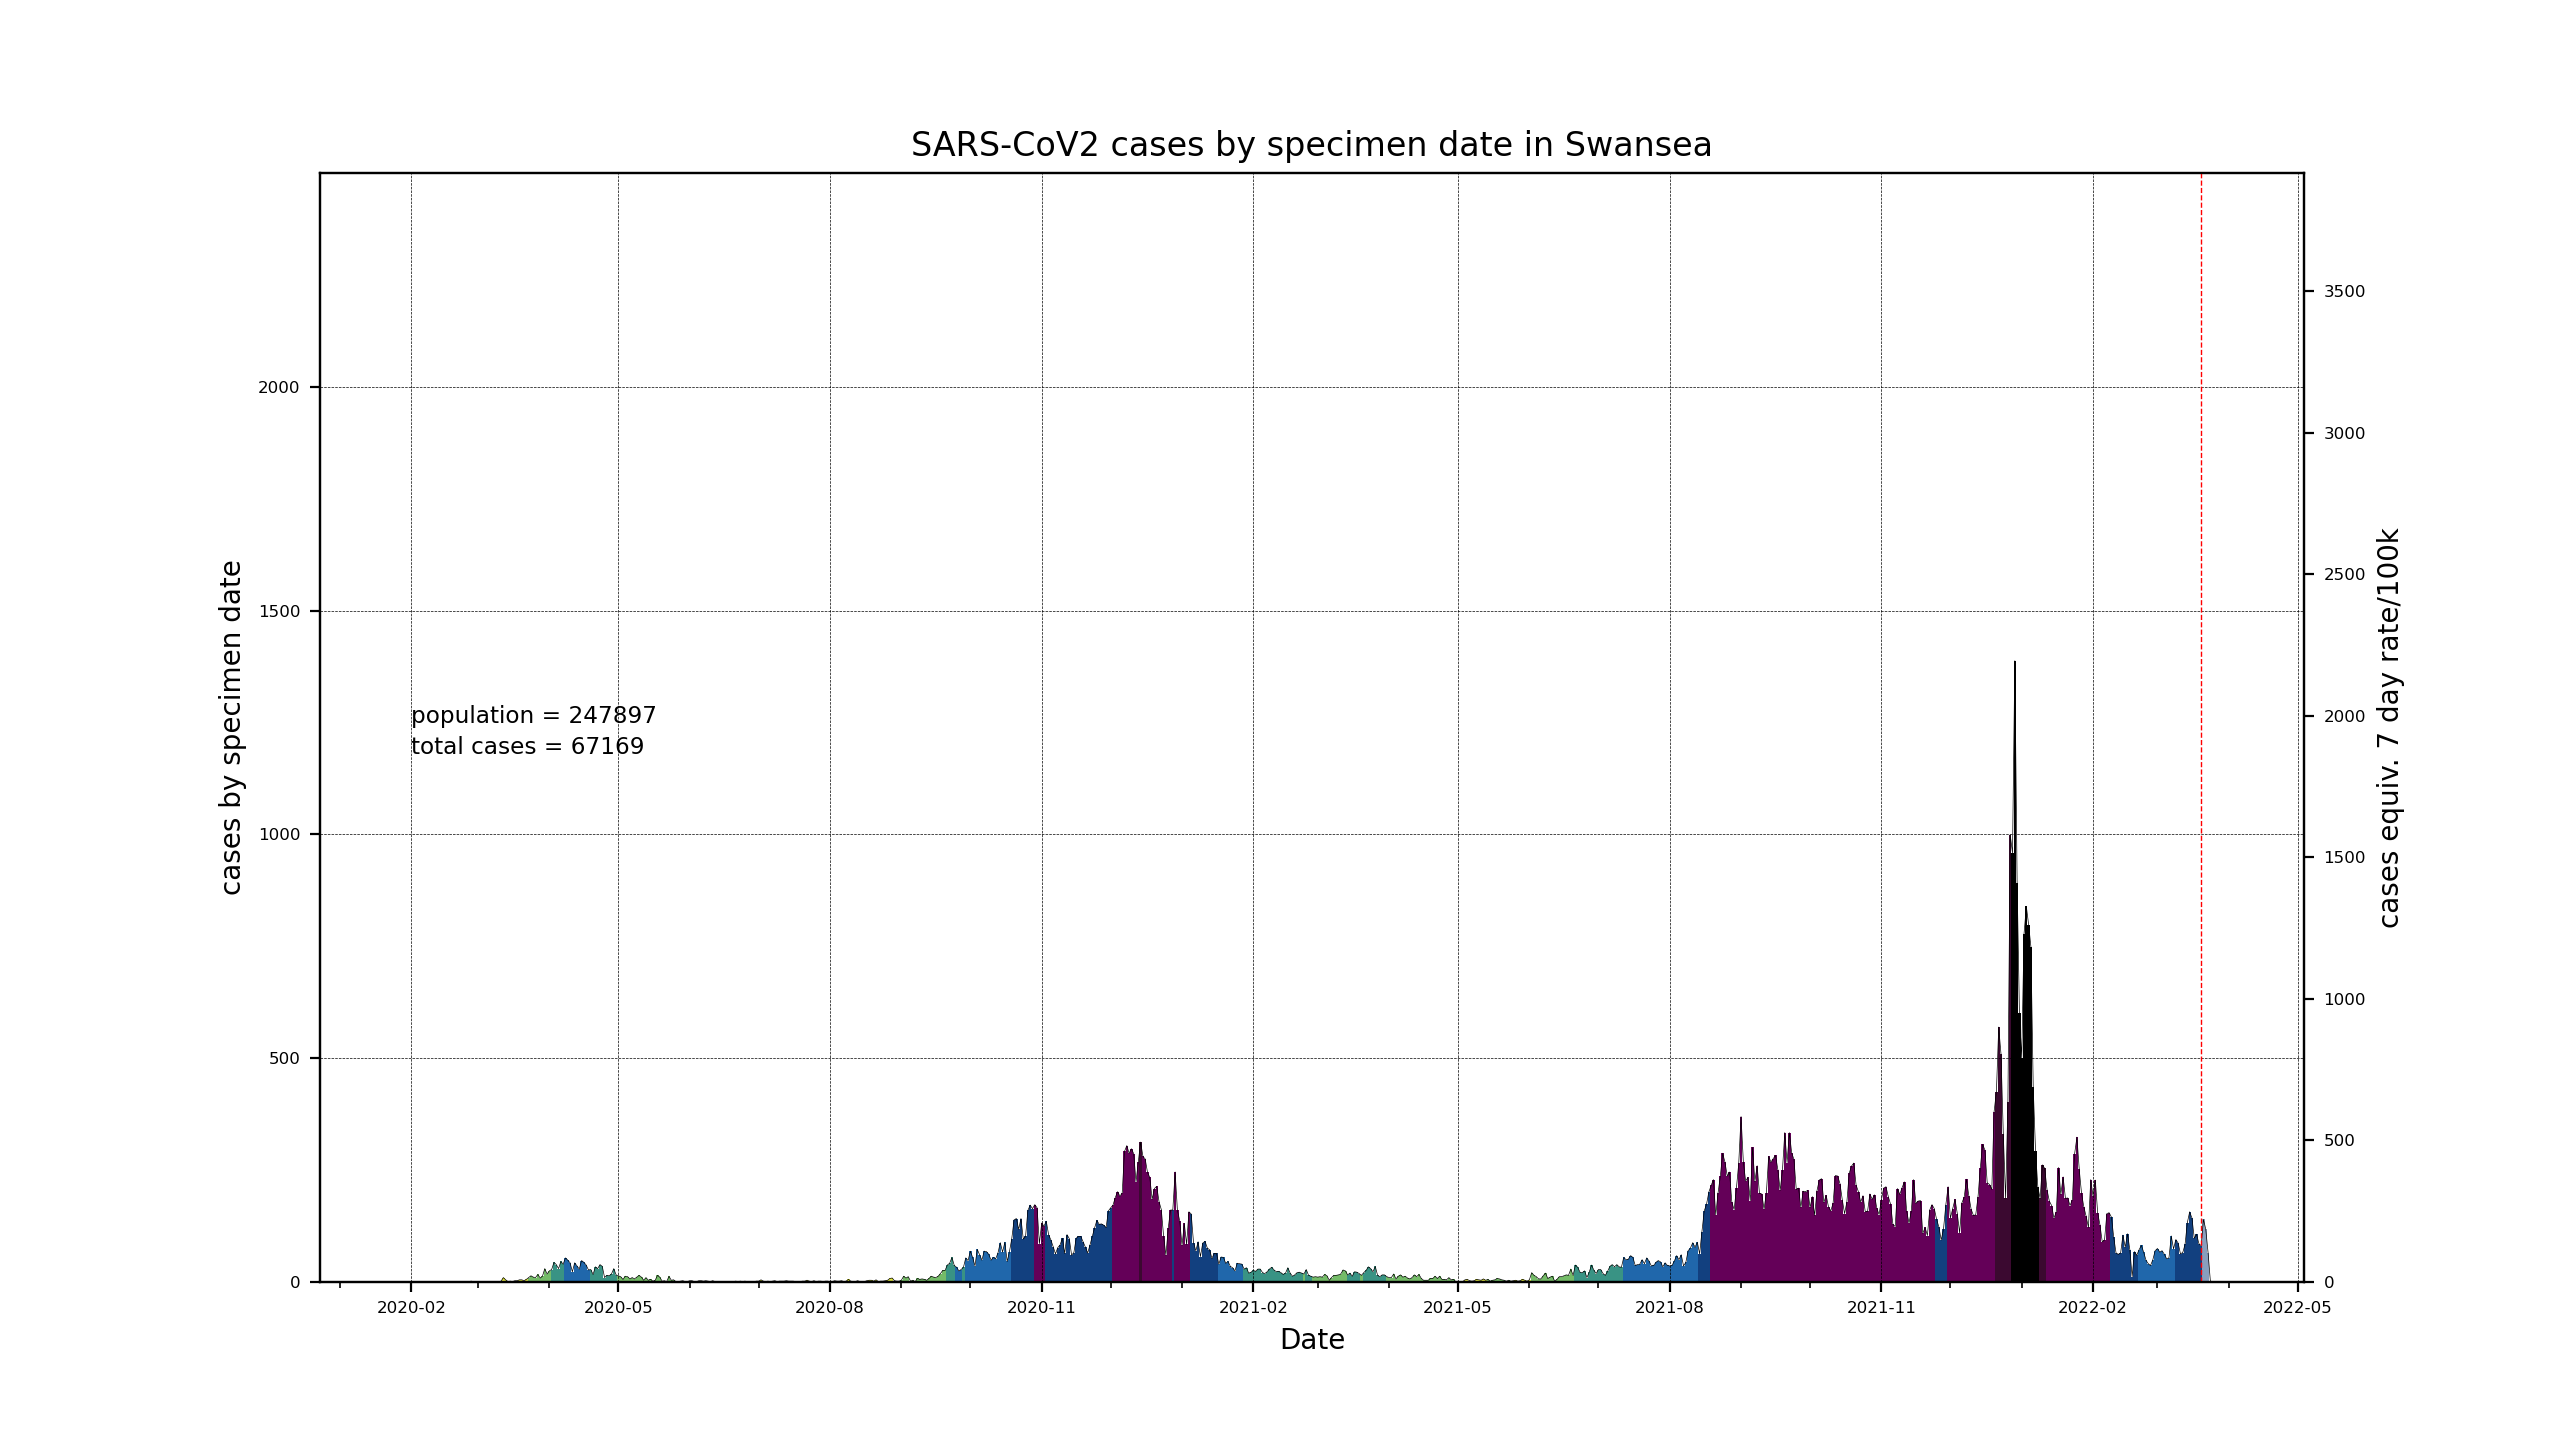 SARS-CoV2 cases by specimen date in Swansea
cases by specimen date
2000
1500
1000
500
0
population = 247897
total cases = 67169
3500
3000
2500
2000
1500
1000
500
0
cases equiv. 7 day rate/100k
2020-02 2020-05 2020-08 2020-11 2021-02 2021-05 2021-08 2021-11 2022-02 2022-05
Date